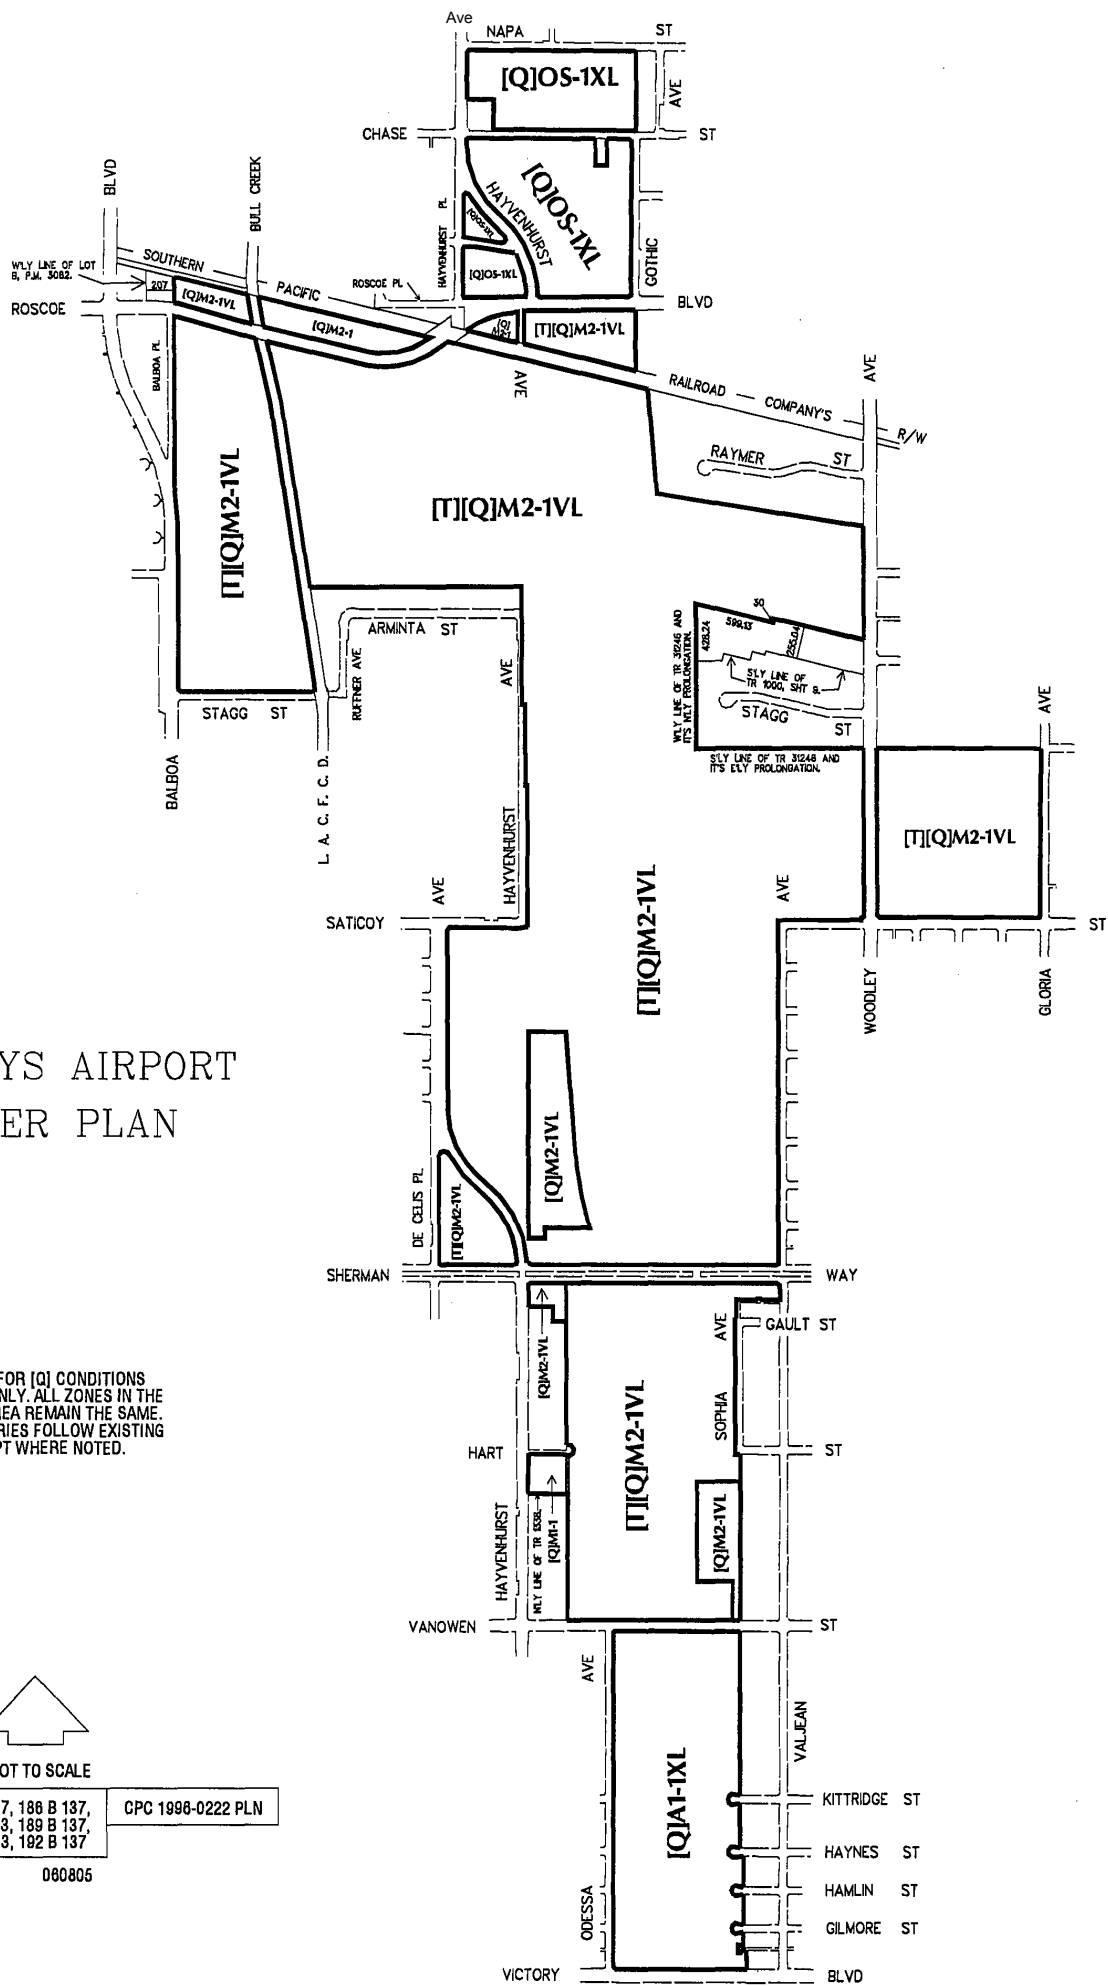 Ave
NAPA ST
[Q]OS-1XL
AVE
CHASE ST
BLVD
BULL CREEK
HAYVENHURST PL
HAYVENHURST
[Q]OS-1XL
[Q]OS-1XL
[Q]OS-1XL
GOTHIC
SOUTHERN PACIFIC
W'LY LINE OF LOT
B, P.M. 3082.
207
ROSCOE PL
ROSCOE
BLVD
[Q]M2-1VL
[Q]M2-1
[Q]
M2-1
[T][Q]M2-1VL
BALBOA PL
AVE
RAILROAD COMPANY'S R/W
AVE
RAYMER ST
[T][Q]M2-1VL
[T][Q]M2-1VL
30
599.13
428.24
255.04
W'LY LINE OF TR 31246 AND
IT'S N'LY PROLONGATION.
S'LY LINE OF
TR 1000, SHT 9.
STAGG ST
S'LY LINE OF TR 31246 AND
IT'S E'LY PROLONGATION.
ARMINTA ST
RUFFNER AVE
AVE
STAGG ST
BALBOA
L. A. C. F. C. D.
HAYVENHURST
AVE
AVE
AVE
[T][Q]M2-1VL
[T][Q]M2-1VL
SATICOY
ST
WOODLEY
GLORIA
YS AIRPORT
ER PLAN
[Q]M2-1VL
DE CELIS PL
[T][Q]M2-1VL
SHERMAN WAY
AVE
GAULT ST
[Q]M2-1VL
[T][Q]M2-1VL
SOPHIA
FOR [Q] CONDITIONS
NLY. ALL ZONES IN THE
EA REMAIN THE SAME.
RIES FOLLOW EXISTING
PT WHERE NOTED.
HART ST
HAYVENHURST
N'LY LINE OF TR 1338.
[Q]M1-1
[Q]M2-1VL
VANOWEN ST
AVE
VALJEAN
OT TO SCALE
7, 186 B 137,
3, 189 B 137,
3, 192 B 137
CPC 1998-0222 PLN
060805
[Q]A1-1XL
KITTRIDGE ST
HAYNES ST
HAMLIN ST
GILMORE ST
ODESSA
VICTORY BLVD